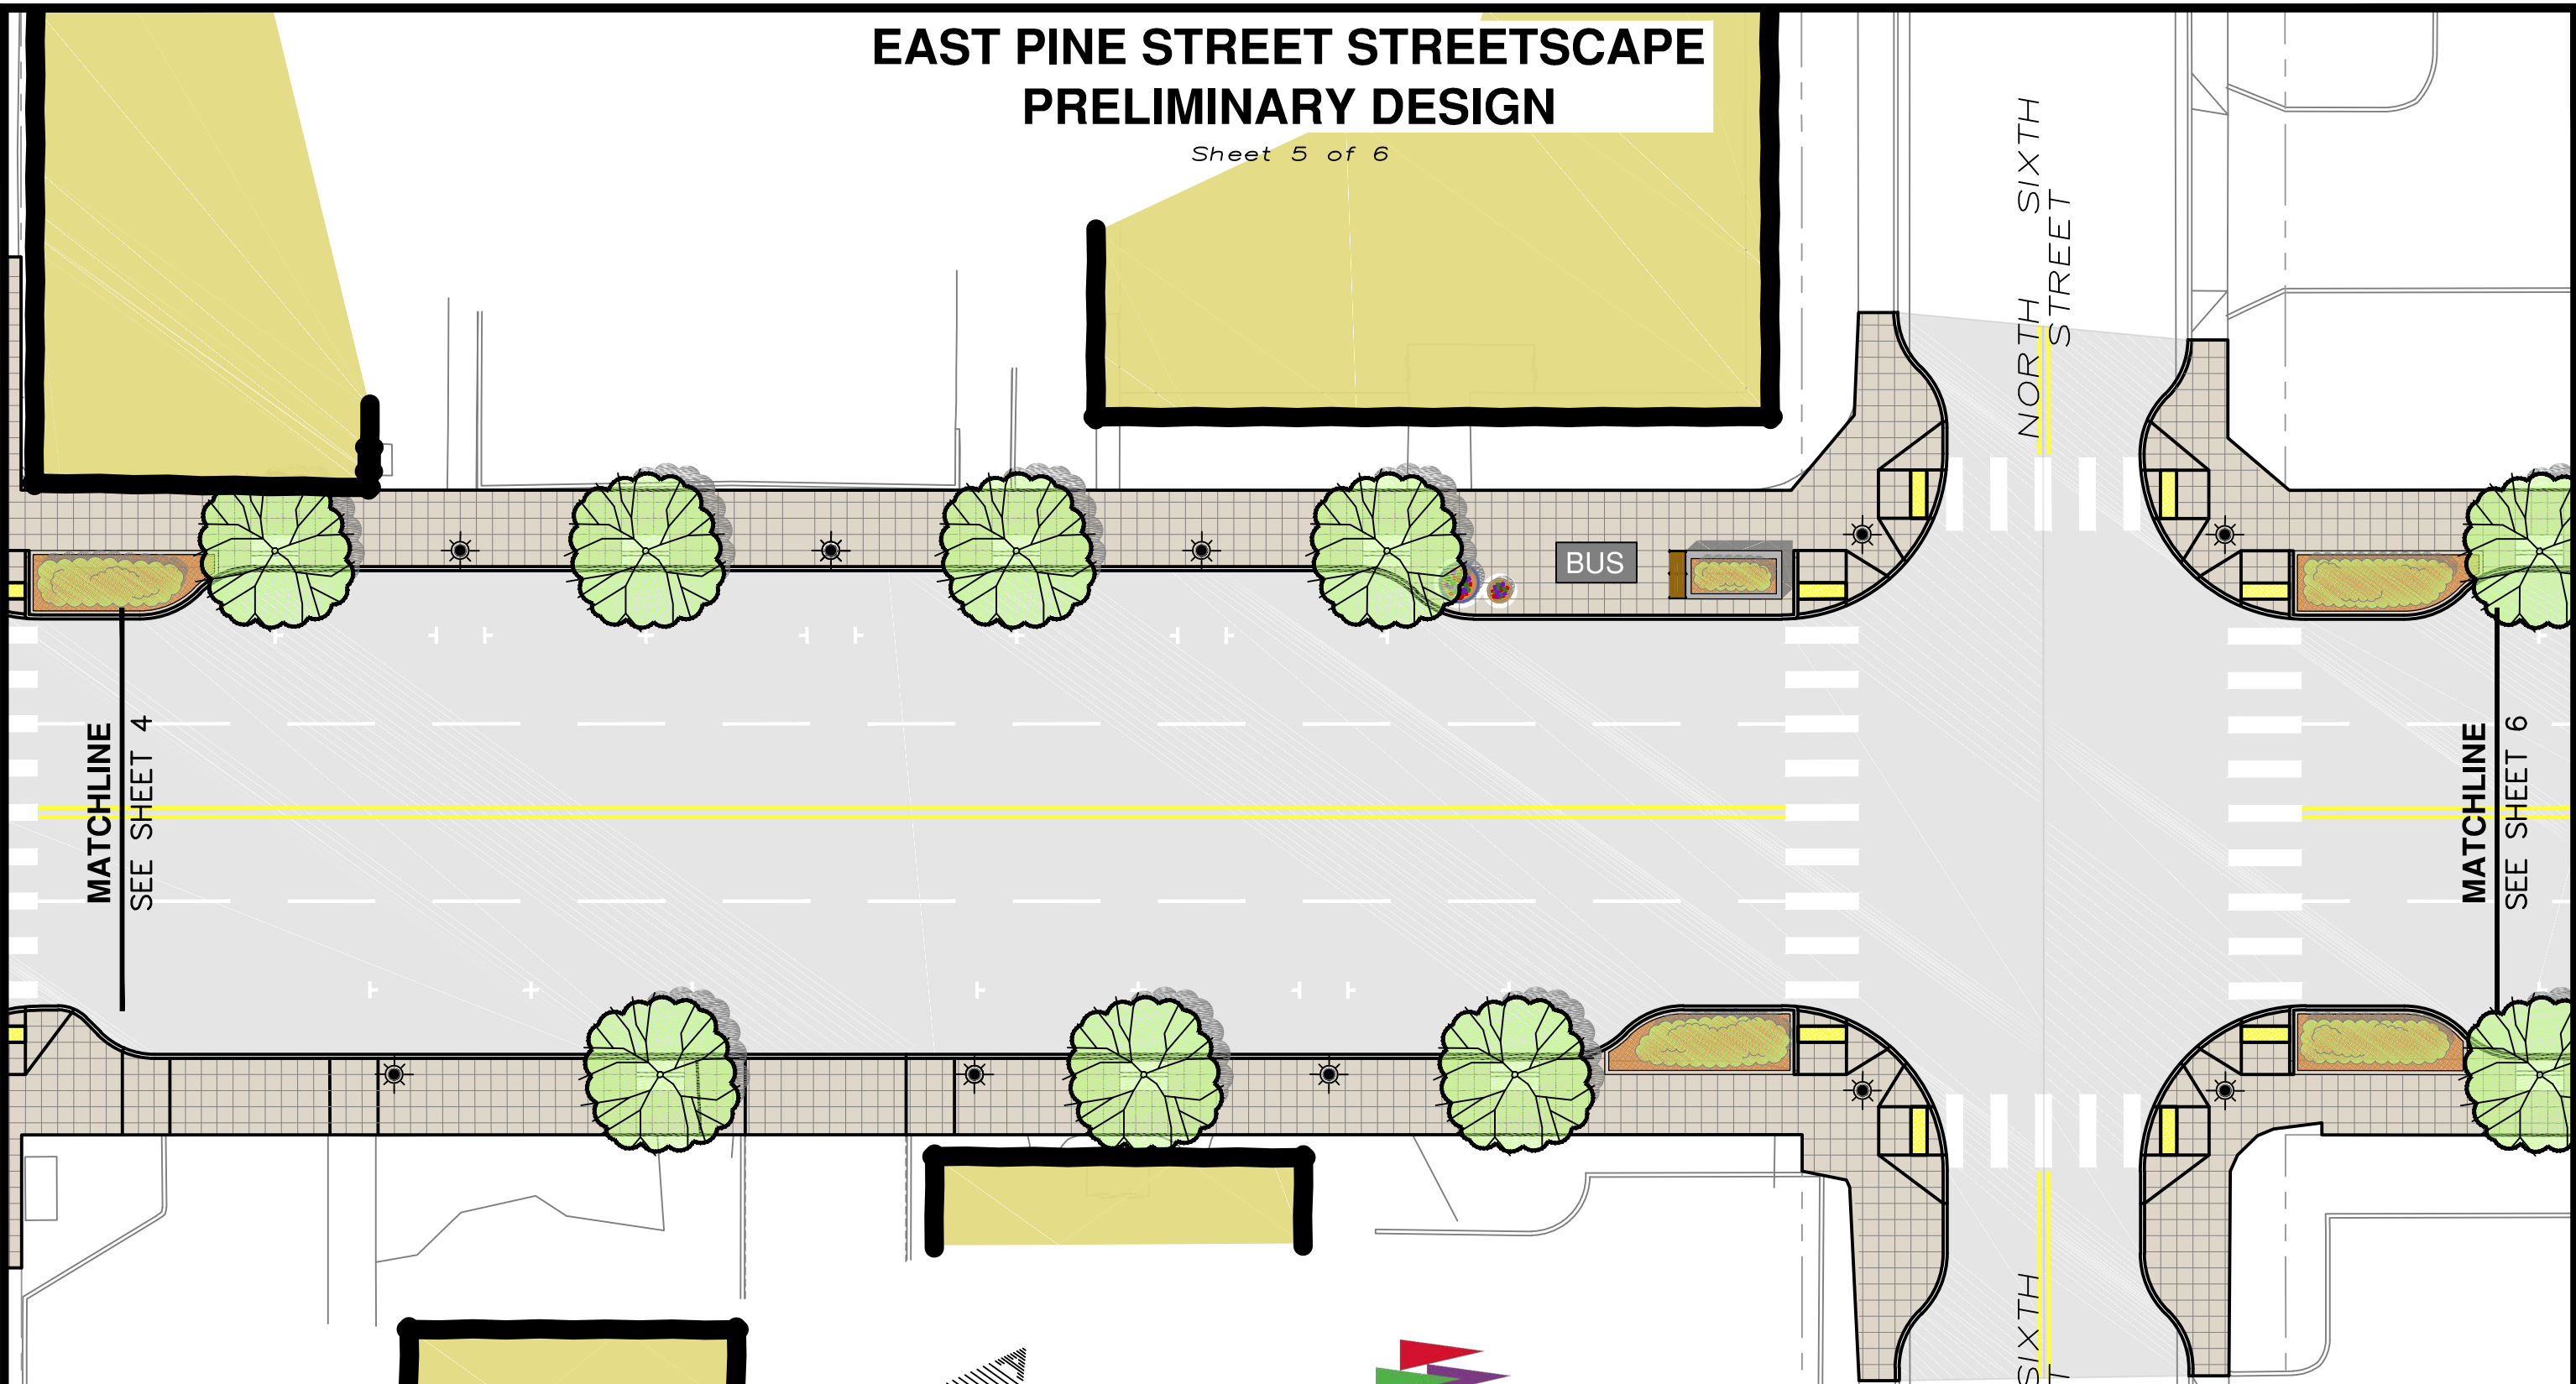 EAST PINE STREET STREETSCAPE
PRELIMINARY DESIGN
Sheet 5 of 6
NORTH SIXTH
STREET
BUS
MATCHLINE
SEE SHEET 4
MATCHLINE
SEE SHEET 6
SIXTH